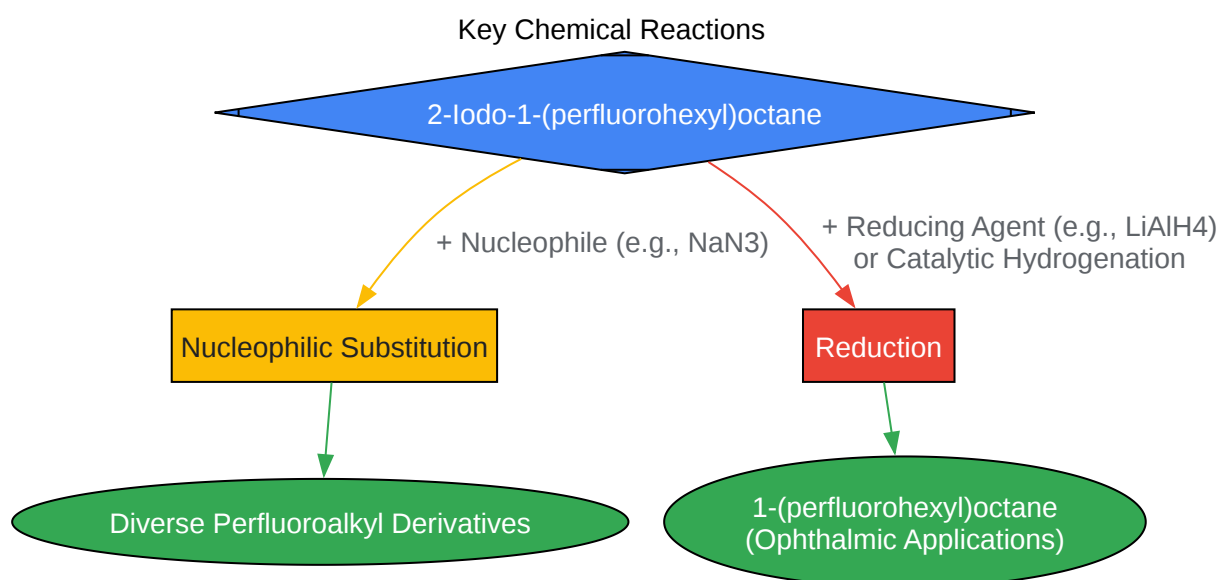 Key Chemical Reactions
2-Iodo-1-(perfluorohexyl)octane
+ Nucleophile (e.g., NaN3)
+ Reducing Agent (e.g., LiAlH4)
or Catalytic Hydrogenation
Nucleophilic Substitution
Reduction
Diverse Perfluoroalkyl Derivatives
1-(perfluorohexyl)octane
(Ophthalmic Applications)